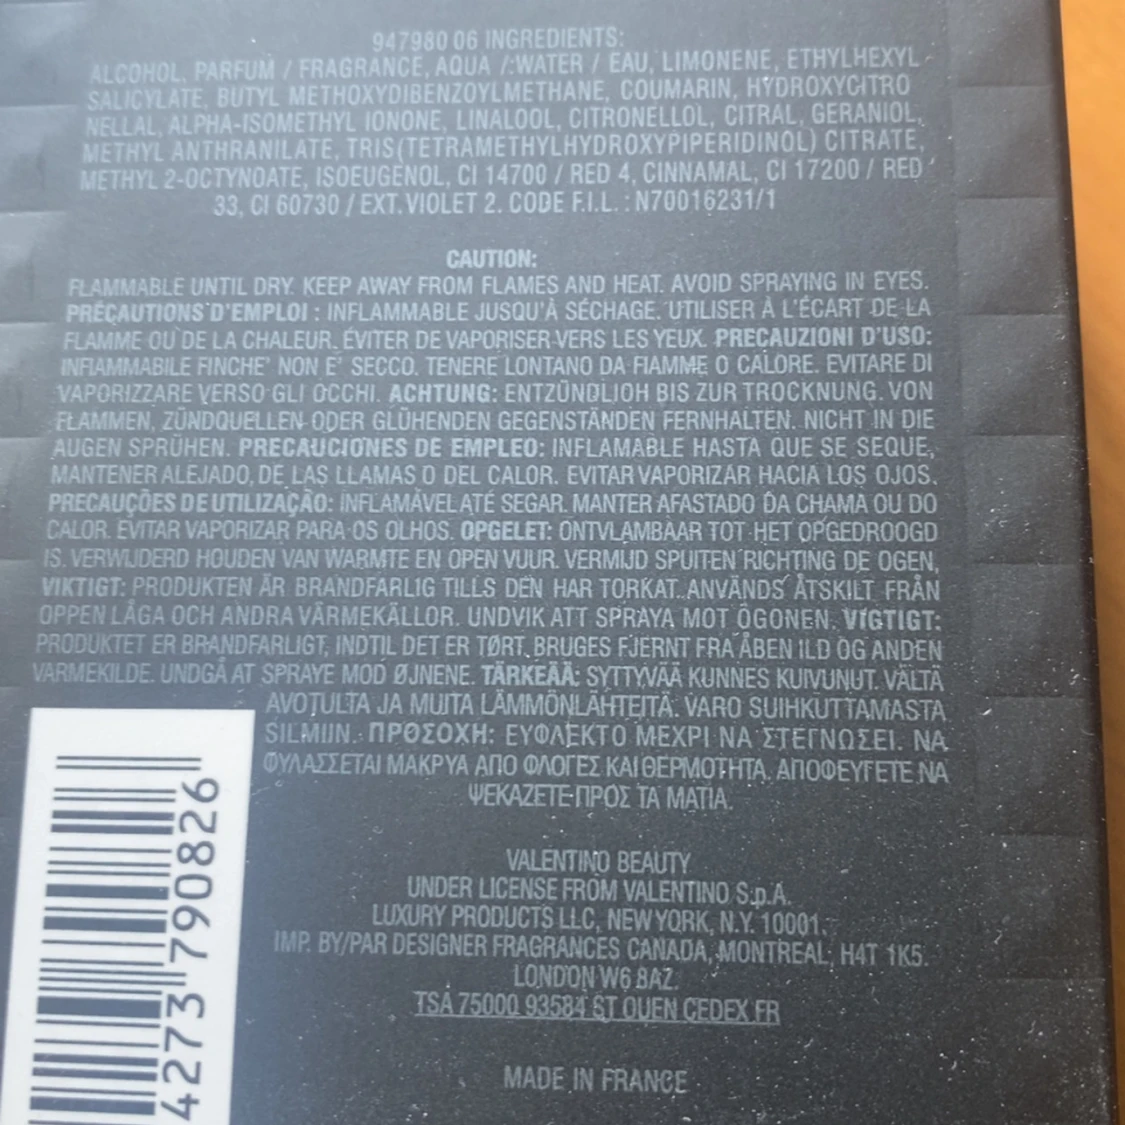 947980 06 INGREDIENTS:
ALCOHOL, PARFUM / FRAGRANCE, AQUA / WATER / EAU, LIMONENE, ETHYLHEXYL
SALICYLATE, BUTYL METHOXYDIBENZOYLMETHANE, COUMARIN, HYDROXYCITRO
NELLAL, ALPHA-ISOMETHYL IONONE, LINALOOL, CITRONELLOL, CITRAL, GERANIOL,
METHYL ANTHRANILATE, TRIS(TETRAMETHYLHYDROXYPIPERIDINOL) CITRATE,
METHYL 2-OCTYNOATE, ISOEUGENOL, CI 14700 / RED 4, CINNAMAL, CI 17200 / RED
33, CI 60730 / EXT. VIOLET 2. CODE F.I.L. : N70016231/1
CAUTION:
FLAMMABLE UNTIL DRY. KEEP AWAY FROM FLAMES AND HEAT. AVOID SPRAYING IN EYES.
PRÉCAUTIONS D'EMPLOI : INFLAMMABLE JUSQU'À SÉCHAGE. UTILISER À L'ÉCART DE LA
FLAMME OU DE LA CHALEUR. ÉVITER DE VAPORISER VERS LES YEUX. PRECAUZIONI D'USO:
INFIAMMABILE FINCHE' NON E' SECCO. TENERE LONTANO DA FIAMME O CALORE. EVITARE DI
VAPORIZZARE VERSO GLI OCCHI. ACHTUNG: ENTZÜNDLICH BIS ZUR TROCKNUNG. VON
FLAMMEN, ZÜNDQUELLEN ODER GLÜHENDEN GEGENSTÄNDEN FERNHALTEN. NICHT IN DIE
AUGEN SPRÜHEN. PRECAUCIONES DE EMPLEO: INFLAMABLE HASTA QUE SE SEQUE,
MANTENER ALEJADO, DE LAS LLAMAS O DEL CALOR. EVITAR VAPORIZAR HACIA LOS OJOS.
PRECAUÇÕES DE UTILIZAÇÃO: INFLAMÁVEL ATÉ SEGAR. MANTER AFASTADO DA CHAMA OU DO
CALOR. EVITAR VAPORIZAR PARA OS OLHOS. OPGELET: ONTVLAMBAAR TOT HET OPGEDROOGD
IS. VERWIJDERD HOUDEN VAN WARMTE EN OPEN VUUR. VERMIJD SPUITEN RICHTING DE OGEN,
VIKTIGT: PRODUKTEN ÄR BRANDFARLIG TILLS DEN HAR TORKAT. ANVÄNDS ÅTSKILT FRÅN
ÖPPEN LÅGA OCH ANDRA VÄRMEKÄLLOR. UNDVIK ATT SPRAYA MOT ÖGONEN. VIGTIGT:
PRODUKTET ER BRANDFARLIGT, INDTIL DET ER TØRT. BRUGES FJERNT FRA ÅBEN ILD OG ANDEN
VARMEKILDE. UNDGÅ AT SPRAYE MOD ØJNENE. TÄRKEÄÄ: SYTTYVÄÄ KUNNES KUIVUNUT. VÄLTÄ
AVOTULTA JA MUITA LÄMMÖNLÄHTEITÄ. VARO SUIHKUTTAMASTA
SILMIIN. ΠΡΟΣΟΧΗ: ΕΥΦΛΕΚΤΟ ΜΕΧΡΙ ΝΑ ΣΤΕΓΝΩΣΕΙ. ΝΑ
ΦΥΛΑΣΣΕΤΑΙ ΜΑΚΡΥΑ ΑΠΟ ΦΛΟΓΕΣ ΚΑΙ ΘΕΡΜΟΤΗΤΑ. ΑΠΟΦΕΥΓΕΤΕ ΝΑ
ΨΕΚΑΖΕΤΕ ΠΡΟΣ ΤΑ ΜΑΤΙΑ.
VALENTINO BEAUTY
UNDER LICENSE FROM VALENTINO S.p.A.
LUXURY PRODUCTS LLC, NEW YORK, N.Y. 10001.
IMP. BY/PAR DESIGNER FRAGRANCES CANADA, MONTREAL, H4T 1K5.
LONDON W6 8AZ.
TSA 75000 93584 ST OUEN CEDEX FR
MADE IN FRANCE
4273 790826